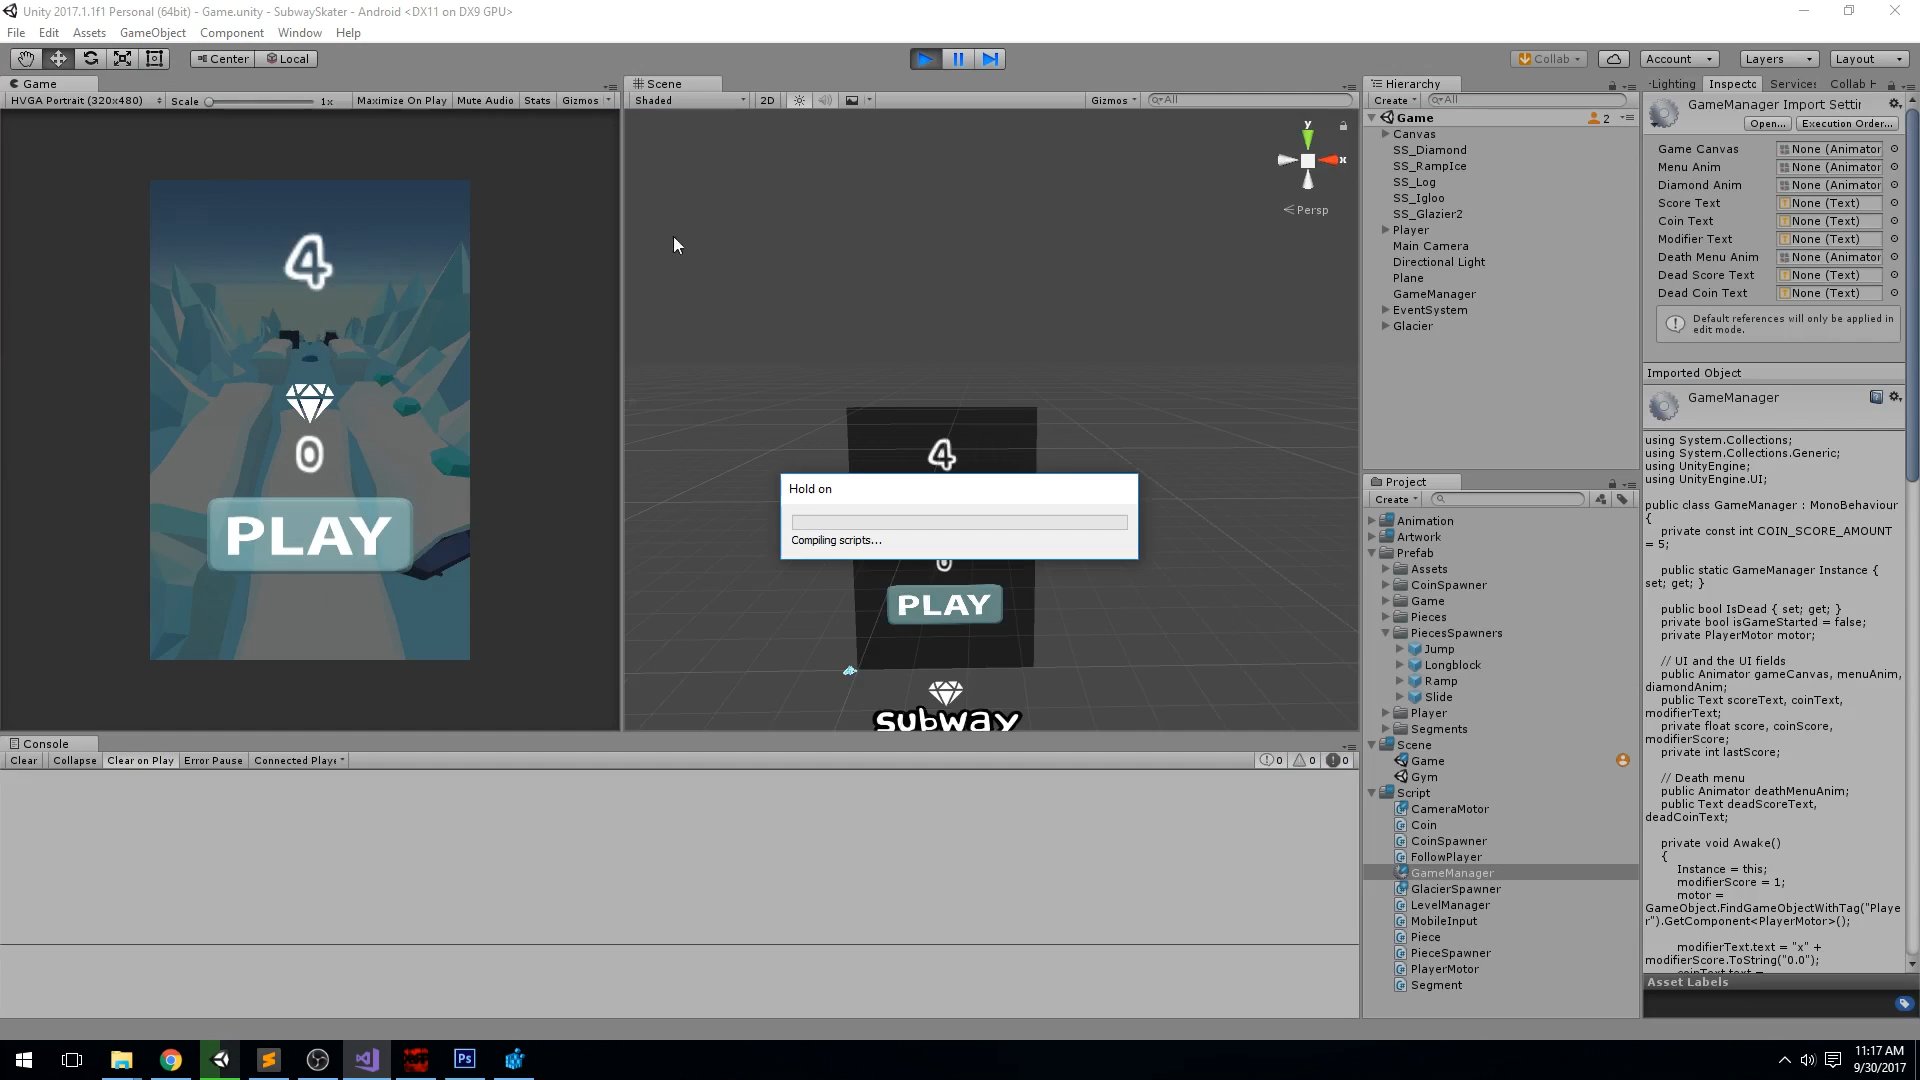 Unity 2017.1.1f1 Personal (64bit) - Game.unity - SubwaySkater - Android <DX11 on DX9 GPU>
File Edit Assets GameObject Component Window Help
Center Local
Collab Account Layers Layout
Game
HVGA Portrait (320x480) Scale 1x Maximize On Play Mute Audio Stats Gizmos
4
0
PLAY
Scene
Shaded 2D Gizmos All
y
x
Persp
4
0
PLAY
Subway
Hold on
Compiling scripts...
Hierarchy
Create All
Game 2
Canvas
SS_Diamond
SS_RampIce
SS_Log
SS_Igloo
SS_Glazier2
Player
Main Camera
Directional Light
Plane
GameManager
EventSystem
Glacier
Project
Create
Animation
Artwork
Prefab
Assets
CoinSpawner
Game
Pieces
PiecesSpawners
Jump
Longblock
Ramp
Slide
Player
Segments
Scene
Game
Gym
Script
CameraMotor
Coin
CoinSpawner
FollowPlayer
GameManager
GlacierSpawner
LevelManager
MobileInput
Piece
PieceSpawner
PlayerMotor
Segment
Lighting Inspecto Services Collab H
GameManager Import Settin
Open... Execution Order...
Game Canvas None (Animator
Menu Anim None (Animator
Diamond Anim None (Animator
Score Text None (Text)
Coin Text None (Text)
Modifier Text None (Text)
Death Menu Anim None (Animator
Dead Score Text None (Text)
Dead Coin Text None (Text)
Default references will only be applied in
edit mode.
Imported Object
GameManager
using System.Collections;
using System.Collections.Generic;
using UnityEngine;
using UnityEngine.UI;
public class GameManager : MonoBehaviour
{
private const int COIN_SCORE_AMOUNT
= 5;
public static GameManager Instance {
set; get; }
public bool IsDead { set; get; }
private bool isGameStarted = false;
private PlayerMotor motor;
// UI and the UI fields
public Animator gameCanvas, menuAnim,
diamondAnim;
public Text scoreText, coinText,
modifierText;
private float score, coinScore,
modifierScore;
private int lastScore;
// Death menu
public Animator deathMenuAnim;
public Text deadScoreText,
deadCoinText;
private void Awake()
{
Instance = this;
modifierScore = 1;
motor =
GameObject.FindGameObjectWithTag("Playe
r").GetComponent<PlayerMotor>();
modifierText.text = "x" +
modifierScore.ToString("0.0");
coinText.text =
Asset Labels
Console
Clear Collapse Clear on Play Error Pause Connected Playe 0 0 0
Ps
11:17 AM
9/30/2017